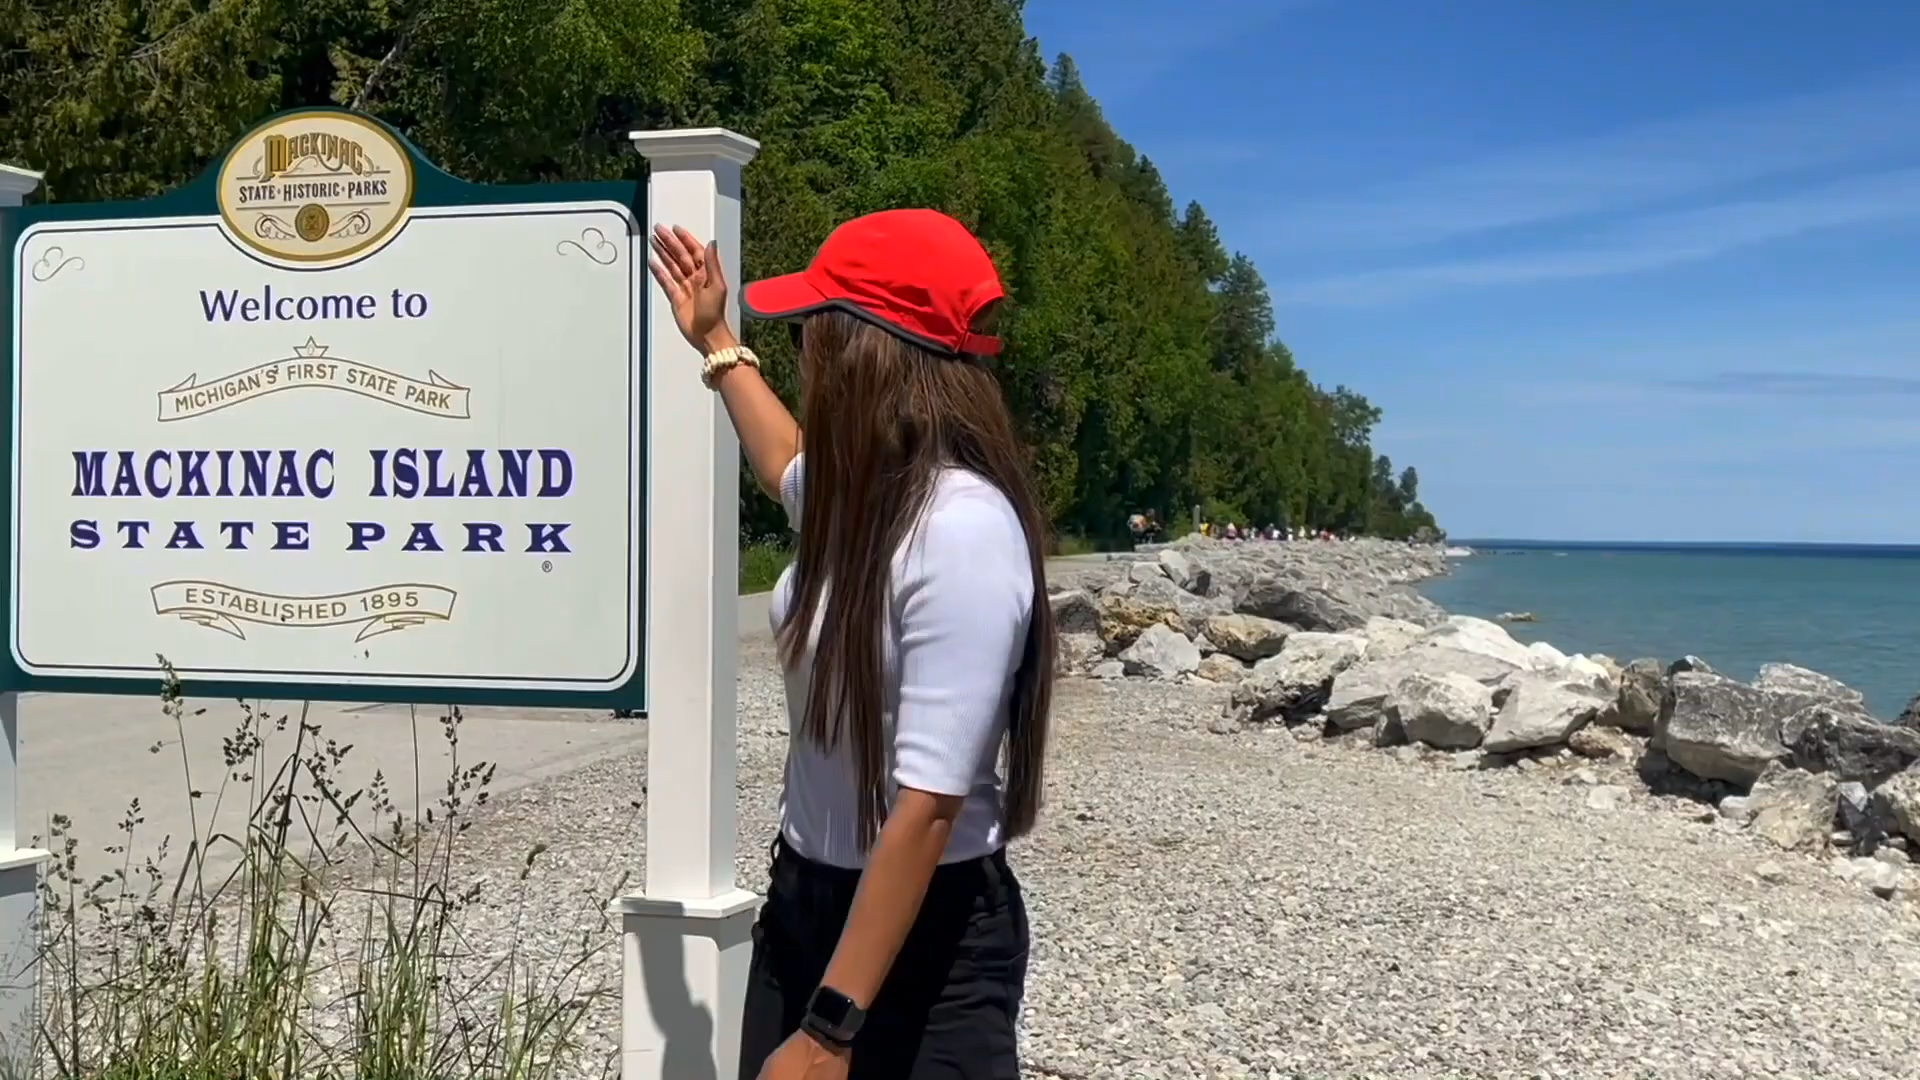 MACKINAC
STATE • HISTORIC • PARKS
Welcome to
MICHIGAN'S FIRST STATE PARK
MACKINAC ISLAND
STATE PARK
®
ESTABLISHED 1895